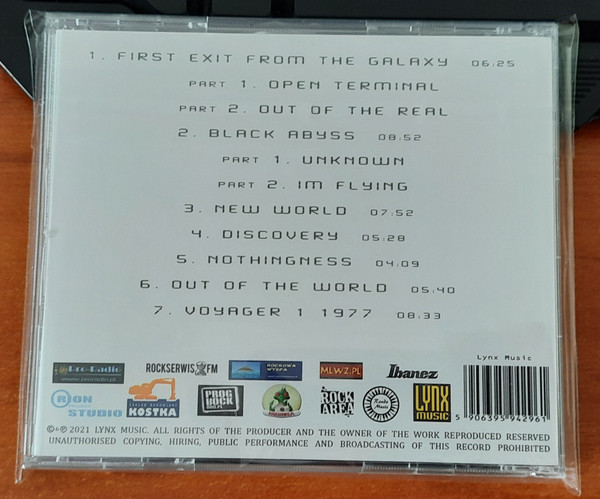 1. FIRST EXIT FROM THE GALAXY 06:25
PART 1. OPEN TERMINAL
PART 2. OUT OF THE REAL
2. BLACK ABYSS 08:52
PART 1. UNKNOWN
PART 2. IM FLYING
3. NEW WORLD 07:52
4. DISCOVERY 05:28
5. NOTHINGNESS 04:09
6. OUT OF THE WORLD 05:40
7. VOYAGER 1 1977 08:33
Lynx Music
Pro-Radio
ROCKSERWIS FM
ROCKOWA
MLWZ.PL
Ibanez
RION
STUDIO
KOSTKA
PROG ROCK
ROCK
AREA
LYNX
MUSIC
5 906395 942961
©+℗ 2021 LYNX MUSIC. ALL RIGHTS OF THE PRODUCER AND THE OWNER OF THE WORK REPRODUCED RESERVED
UNAUTHORISED COPYING, HIRING, PUBLIC PERFORMANCE AND BROADCASTING OF THIS RECORD PROHIBITED